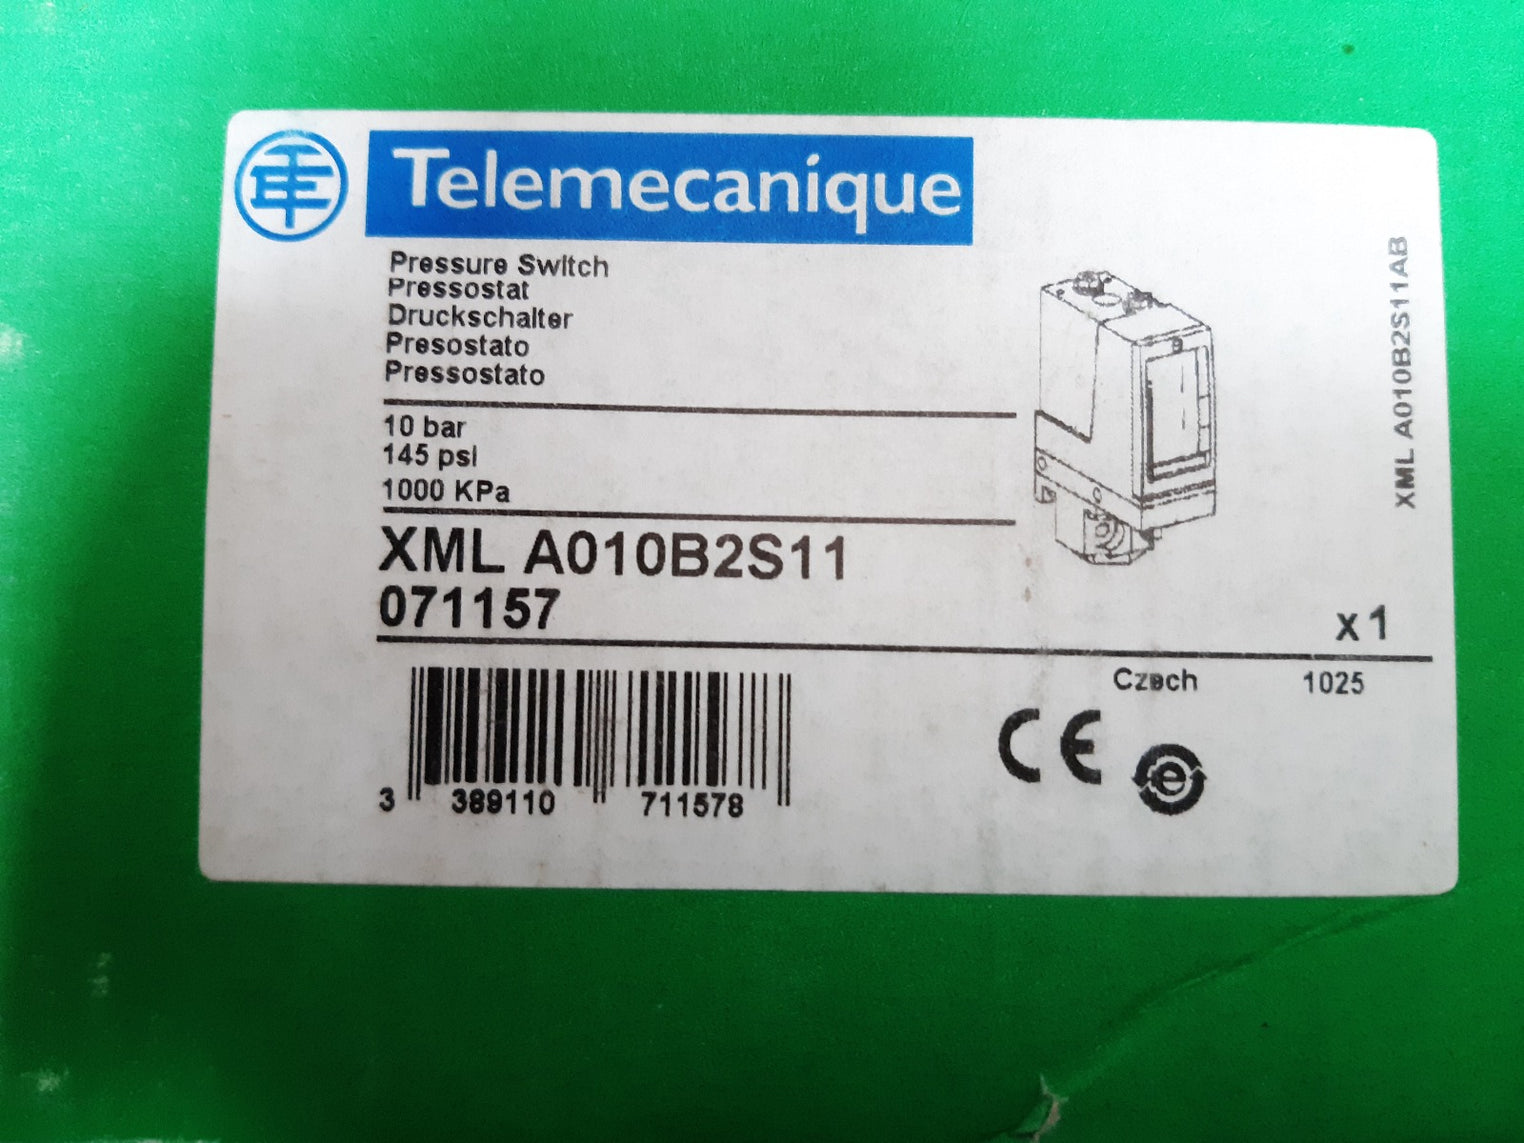 Telemecanique
Pressure Switch
Pressostat
Druckschalter
Presostato
Pressostato
10 bar
145 psi
1000 KPa
XML A010B2S11
071157
x 1
Czech 1025
3 389110 711578
CE
e
XML A010B2S11AB